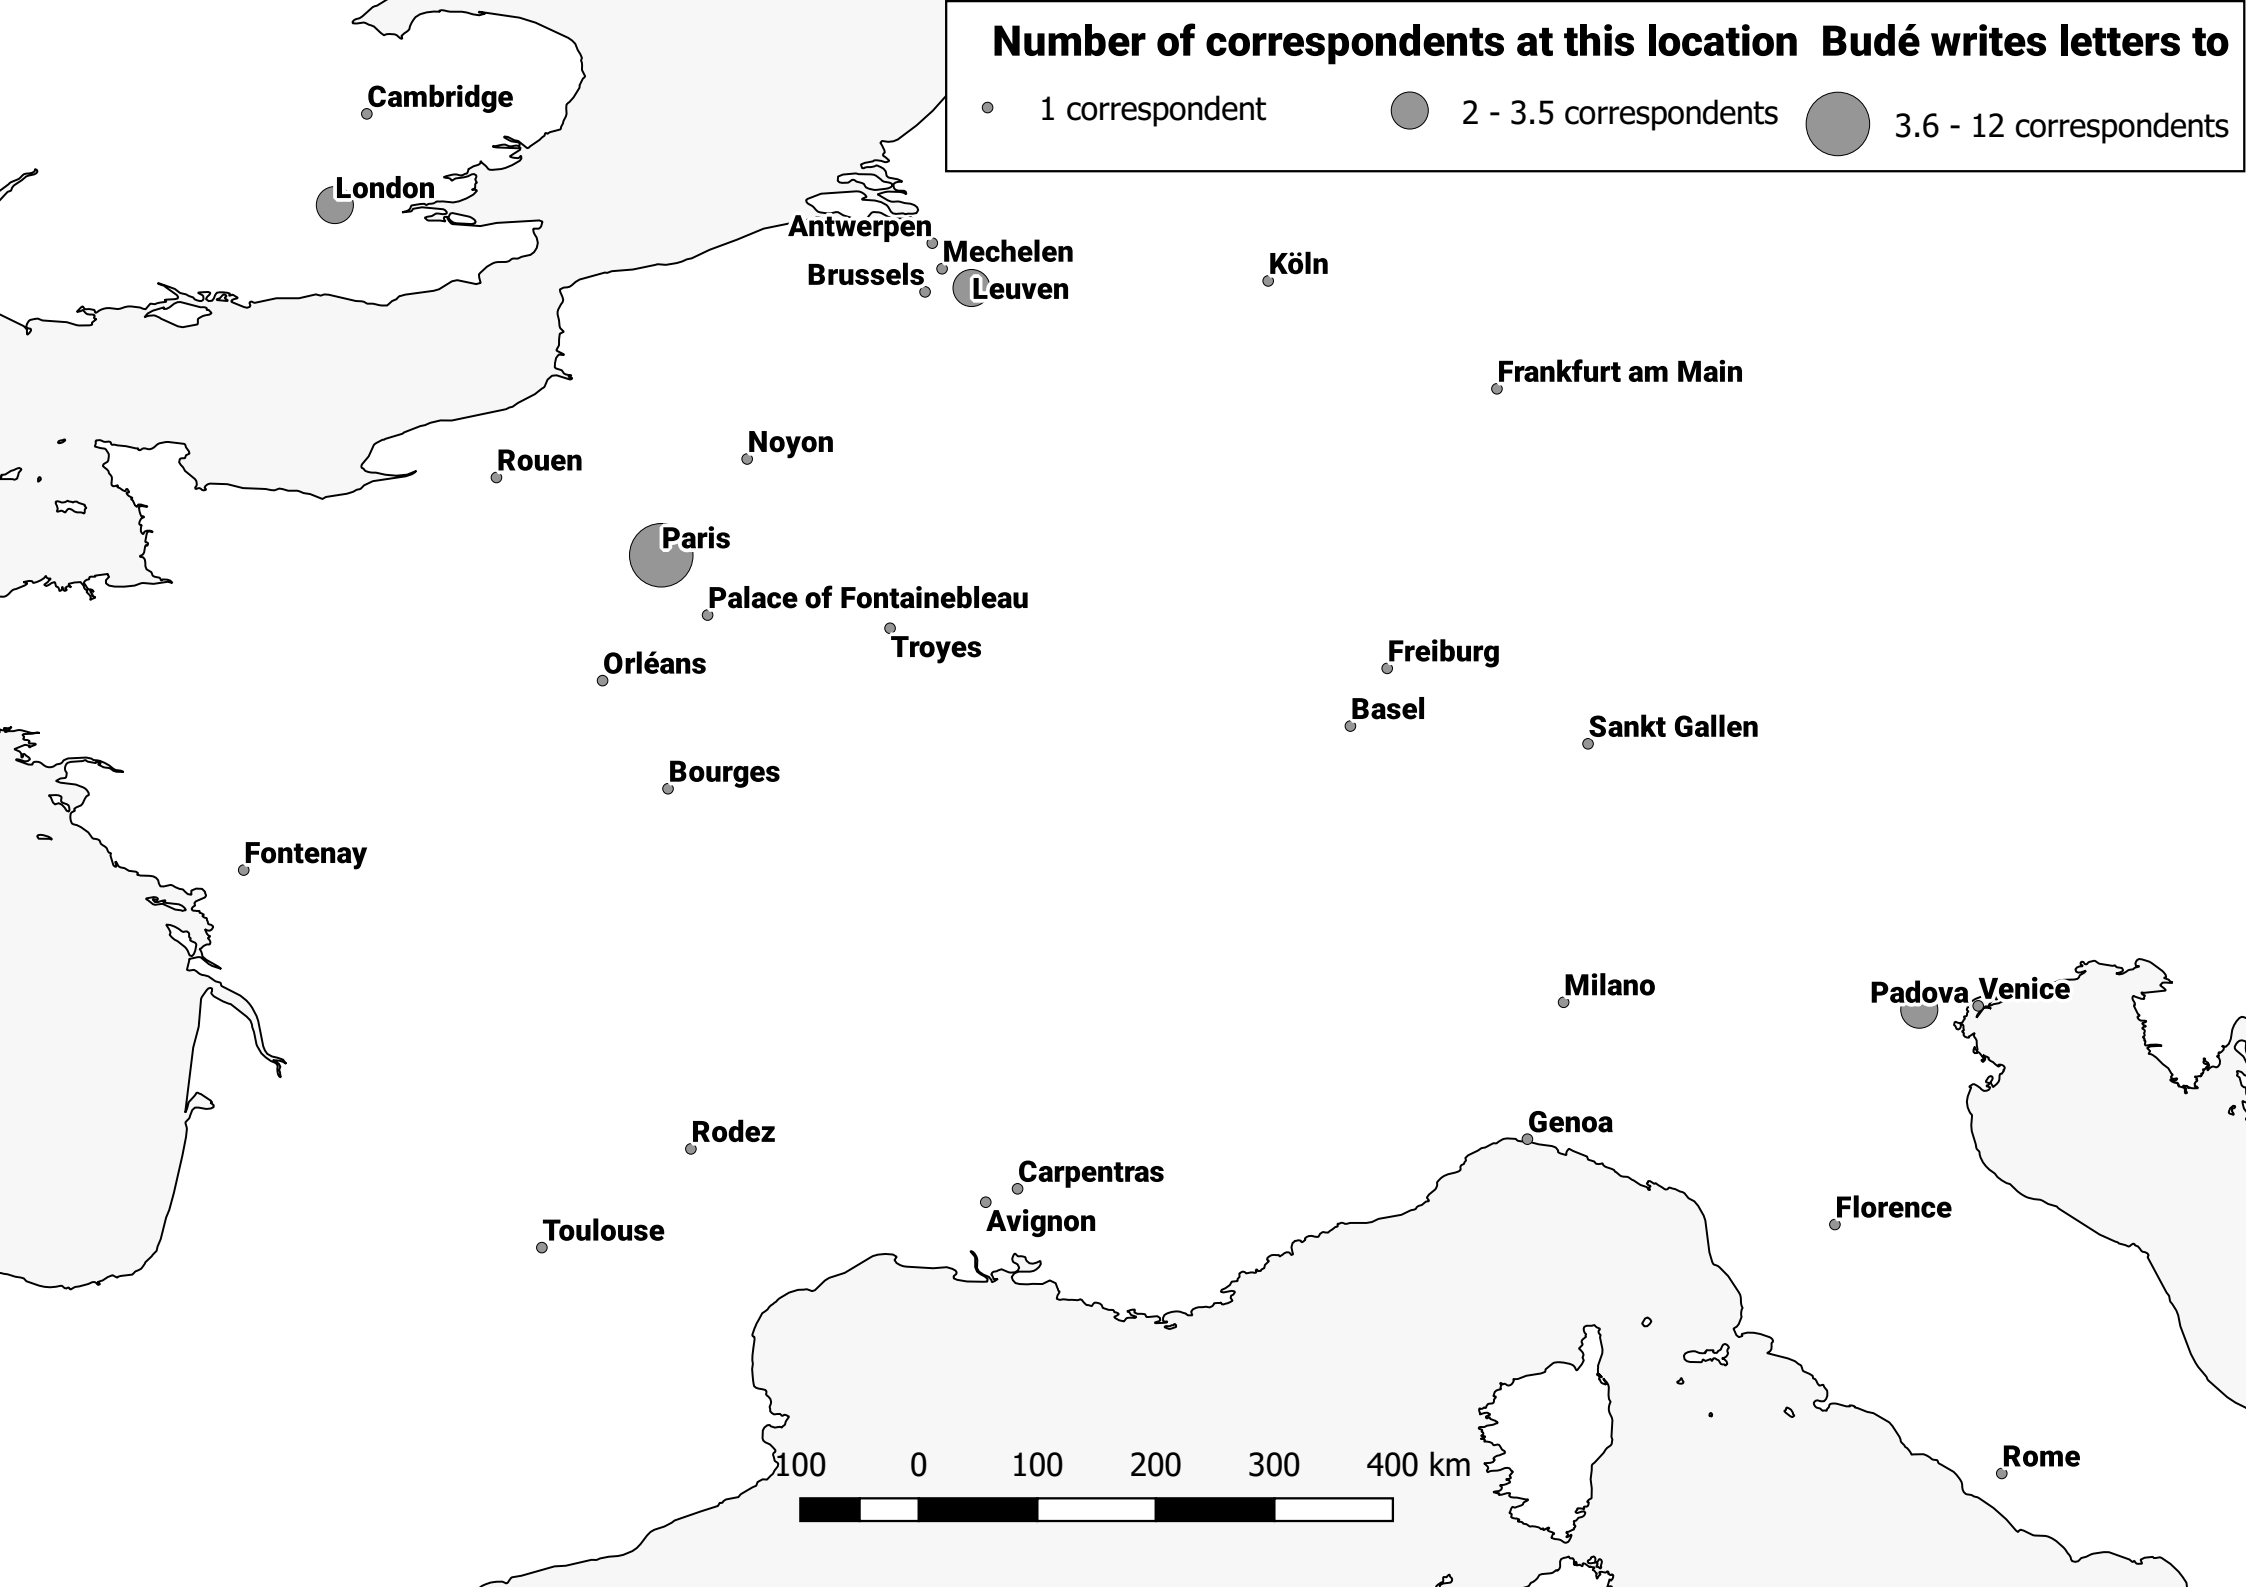 Number of correspondents at this location Budé writes letters to
1 correspondent 2 - 3.5 correspondents 3.6 - 12 correspondents
Cambridge
London
Antwerpen
Mechelen
Brussels
Leuven
Köln
Frankfurt am Main
Noyon
Rouen
Paris
Palace of Fontainebleau
Troyes
Orléans
Freiburg
Basel
Sankt Gallen
Bourges
Fontenay
Milano
Padova
Venice
Genoa
Rodez
Carpentras
Avignon
Florence
Toulouse
Rome
100 0 100 200 300 400 km